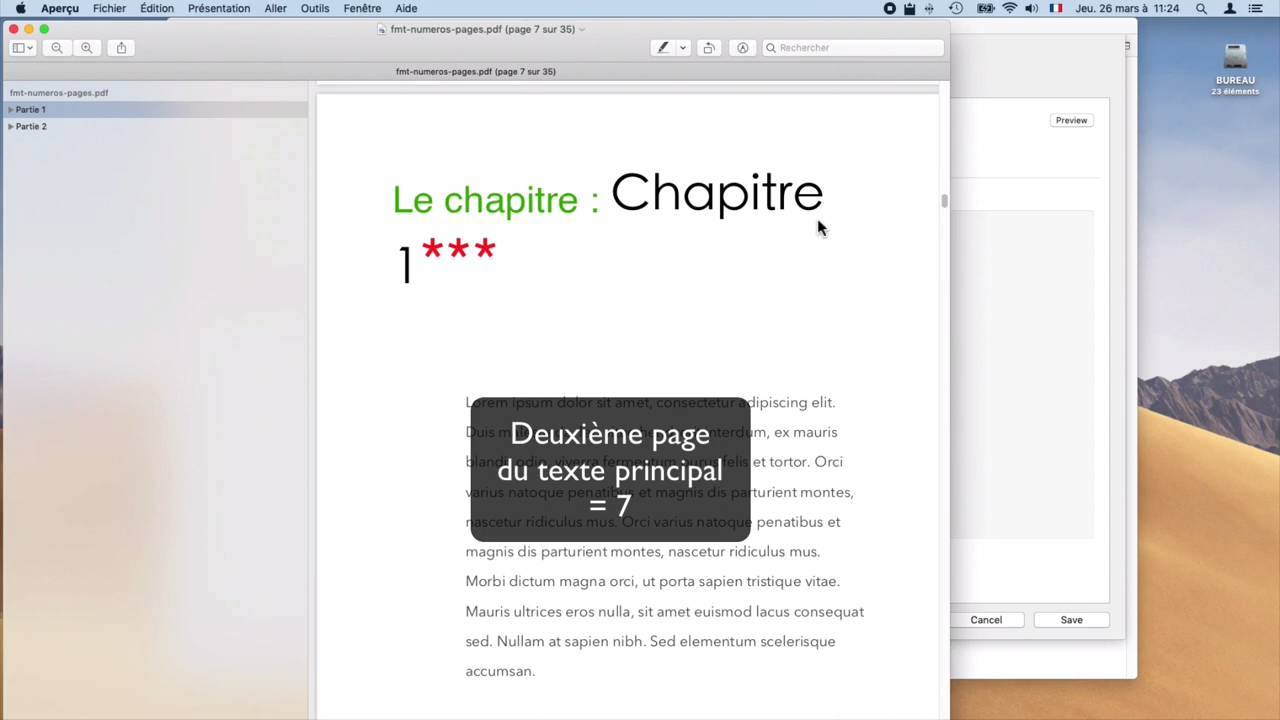 Aperçu Fichier Édition Présentation Aller Outils Fenêtre Aide Jeu. 26 mars à 11:24
fmt-numeros-pages.pdf (page 7 sur 35)
Rechercher
fmt-numeros-pages.pdf (page 7 sur 35)
fmt-numeros-pages.pdf
Partie 1
Partie 2
BUREAU
23 éléments
Preview
Le chapitre : Chapitre
1***
Lorem ipsum dolor sit amet, consectetur adipiscing elit.
Duis interdum, ex mauris
blandit odio, viverra fermentum purus felis et tortor. Orci
varius natoque penatibus et magnis dis parturient montes,
nascetur ridiculus mus. Orci varius natoque penatibus et
magnis dis parturient montes, nascetur ridiculus mus.
Morbi dictum magna orci, ut porta sapien tristique vitae.
Mauris ultrices eros nulla, sit amet euismod lacus consequat
sed. Nullam at sapien nibh. Sed elementum scelerisque
accumsan.
Deuxième page
du texte principal
= 7
Cancel
Save